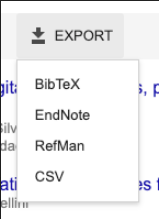 EXPORT
BibTeX
EndNote
RefMan
CSV